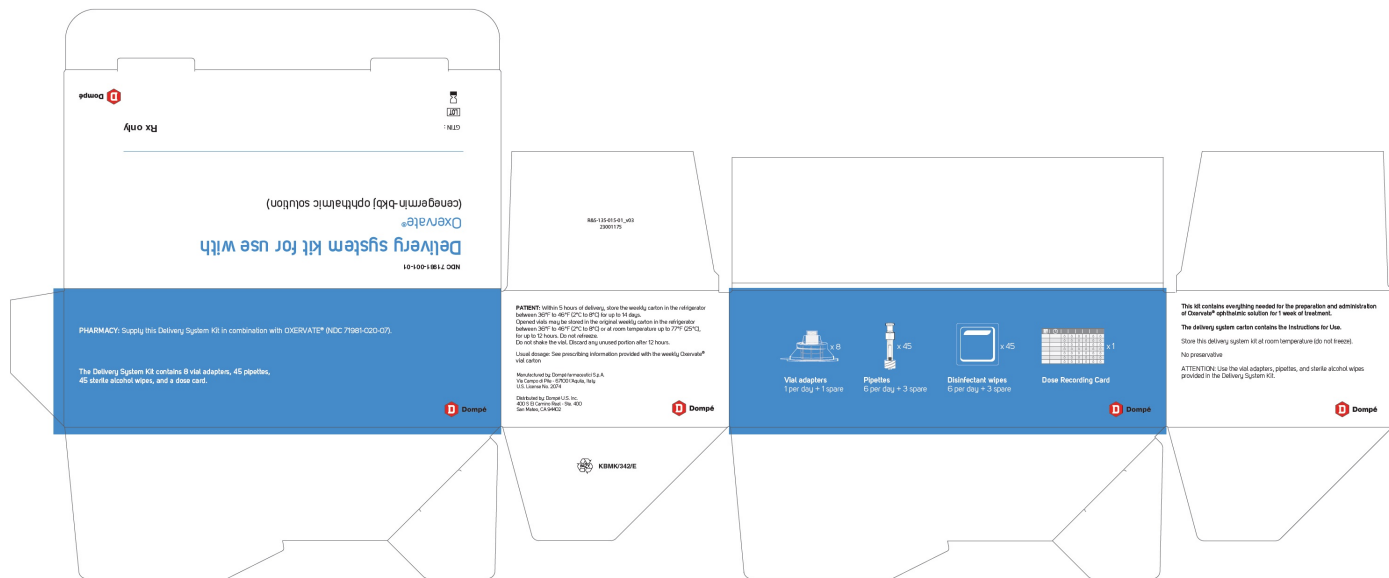 Dompé
GTIN :
LOT
Rx only
(cenegermin-bkbj ophthalmic solution)
Oxervate®
Delivery system kit for use with
NDC 71981-001-01
PHARMACY: Supply this Delivery System Kit in combination with OXERVATE® (NDC 71981-020-07).
The Delivery System Kit contains 8 vial adapters, 45 pipettes,
45 sterile alcohol wipes, and a dose card.
Dompé
R&S-135-015-01_v03
20001175
PATIENT: Within 5 hours of delivery, store the weekly carton in the refrigerator
between 36°F to 46°F (2°C to 8°C) for up to 14 days.
Opened vials may be stored in the original weekly carton in the refrigerator
between 36°F to 46°F (2°C to 8°C) or at room temperature up to 77°F (25°C),
for up to 12 hours. Do not refreeze.
Do not shake the vial. Discard any unused portion after 12 hours.
Usual dosage: See prescribing information provided with the weekly Oxervate®
vial carton
Manufactured by: Dompé farmaceutici S.p.A.
Via Campo di Pile - 67100 L'Aquila, Italy
U.S. License No. 2074
Distributed by: Dompé U.S. Inc.
400 S El Camino Real - Ste. 400
San Mateo, CA 94402
Dompé
KBMK/342/E
x 8
Vial adapters
1 per day + 1 spare
x 45
Pipettes
6 per day + 3 spare
x 45
Disinfectant wipes
6 per day + 3 spare
x 1
Dose Recording Card
Dompé
This kit contains everything needed for the preparation and administration
of Oxervate® ophthalmic solution for 1 week of treatment.
The delivery system carton contains the Instructions for Use.
Store this delivery system kit at room temperature (do not freeze).
No preservative
ATTENTION: Use the vial adapters, pipettes, and sterile alcohol wipes
provided in the Delivery System Kit.
Dompé